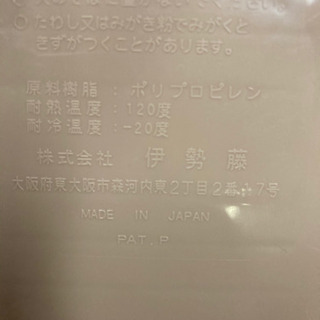 ○たわし又はみがき粉でみがくと
きずがつくことがあります。
原料樹脂：ポリプロピレン
耐熱温度：120度
耐冷温度：-20度
株式会社 伊勢藤
大阪府東大阪市森河内東2丁目2番17号
MADE IN JAPAN
PAT.P